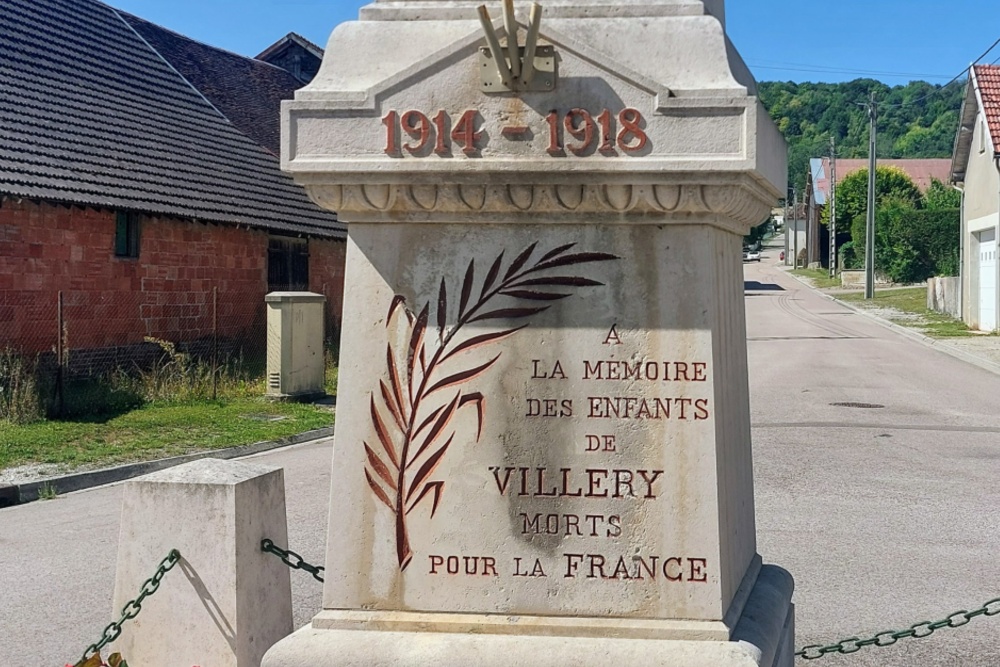 1914 - 1918
A
LA MEMOIRE
DES ENFANTS
DE
VILLERY
MORTS
POUR LA FRANCE